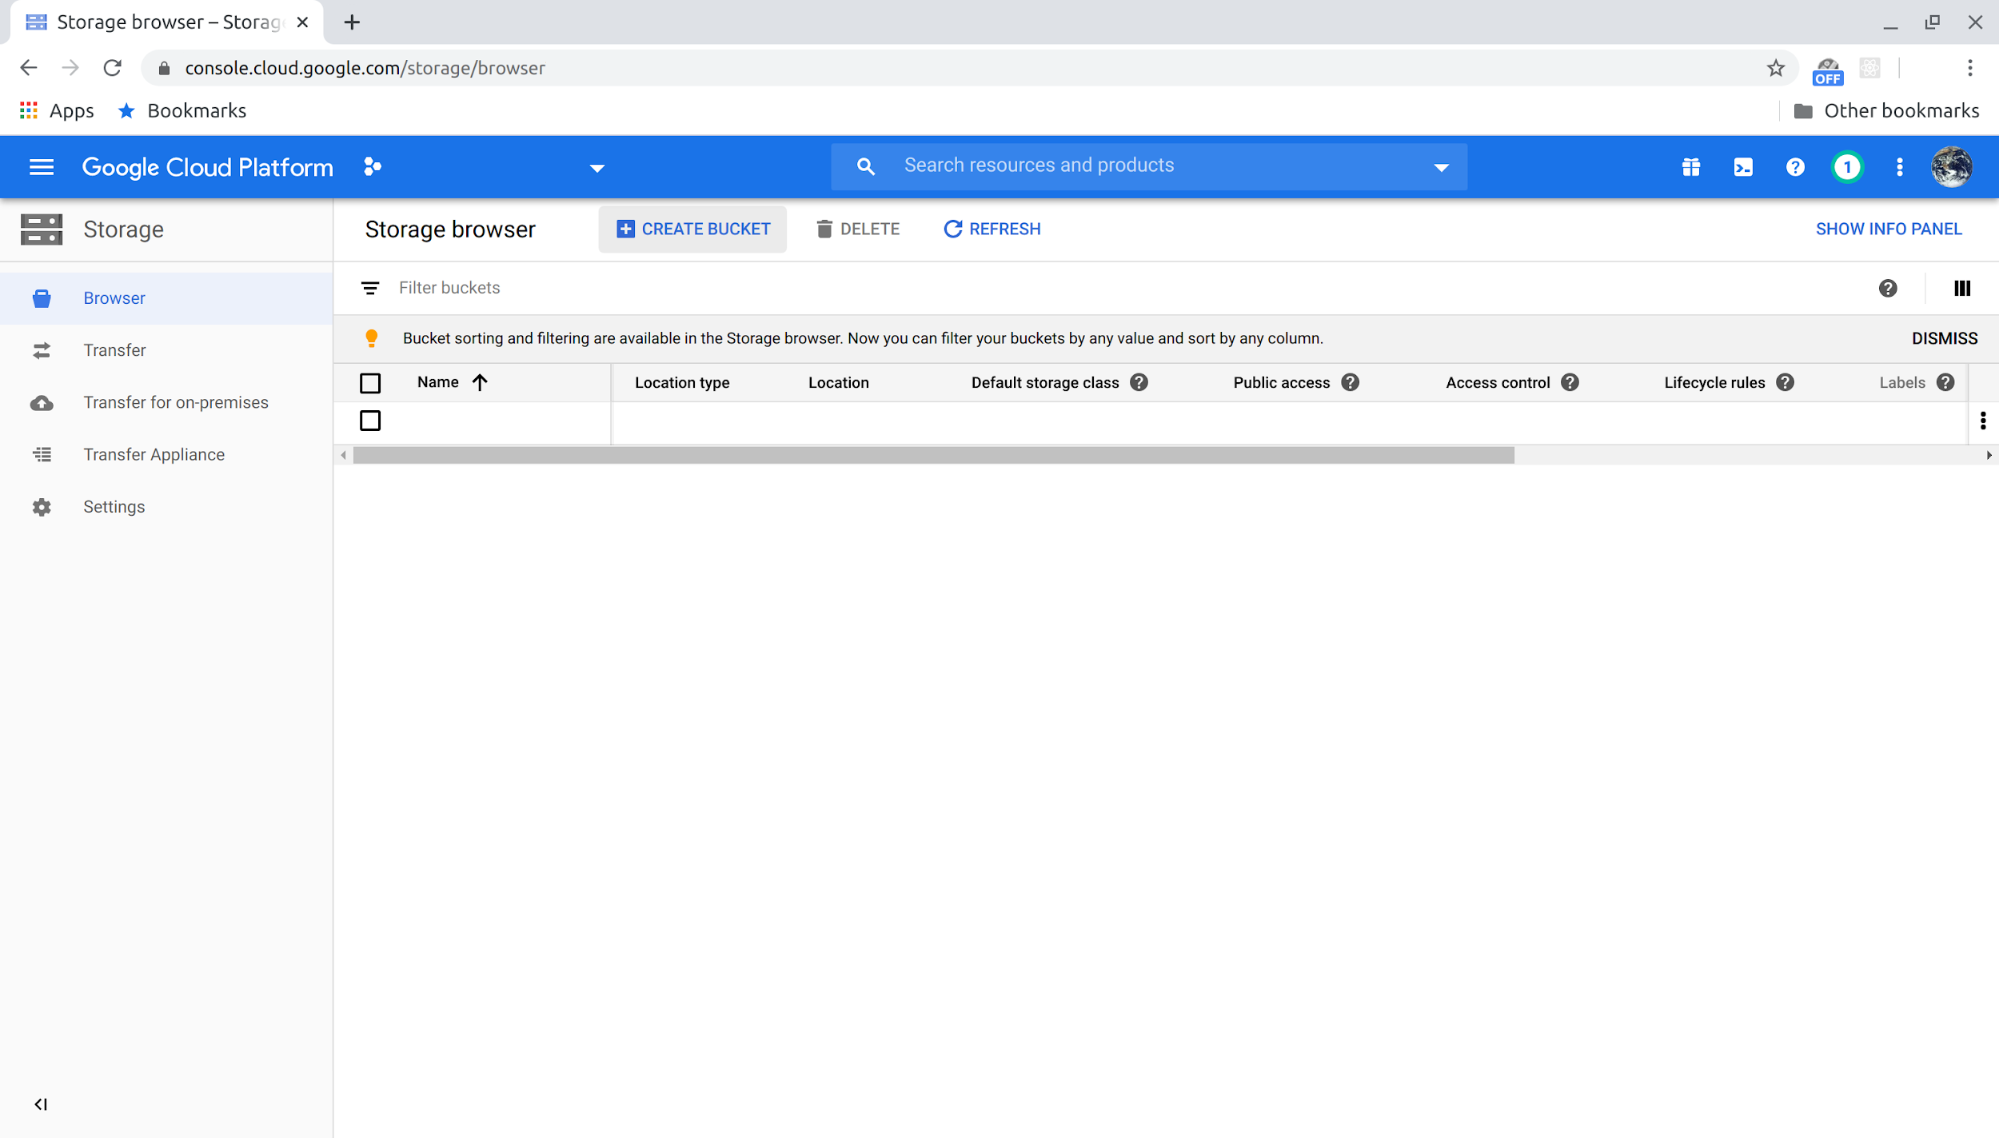 Storage browser – Storag
console.cloud.google.com/storage/browser
OFF
Apps
Bookmarks
Other bookmarks
Google Cloud Platform
Search resources and products
1
Storage
Storage browser
CREATE BUCKET
DELETE
REFRESH
SHOW INFO PANEL
Browser
Transfer
Transfer for on-premises
Transfer Appliance
Settings
Filter buckets
Bucket sorting and filtering are available in the Storage browser. Now you can filter your buckets by any value and sort by any column.
DISMISS
Name
Location type
Location
Default storage class
Public access
Access control
Lifecycle rules
Labels